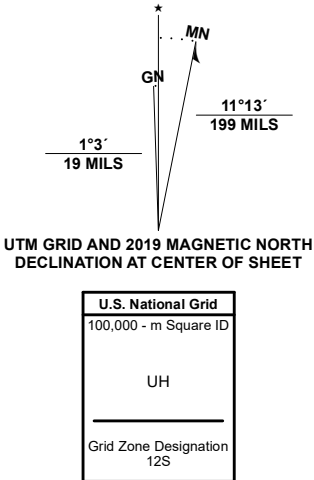 MN
GN
11°13´
199 MILS
1°3´
19 MILS
UTM GRID AND 2019 MAGNETIC NORTH
DECLINATION AT CENTER OF SHEET
U.S. National Grid
100,000 - m Square ID
UH
Grid Zone Designation
12S